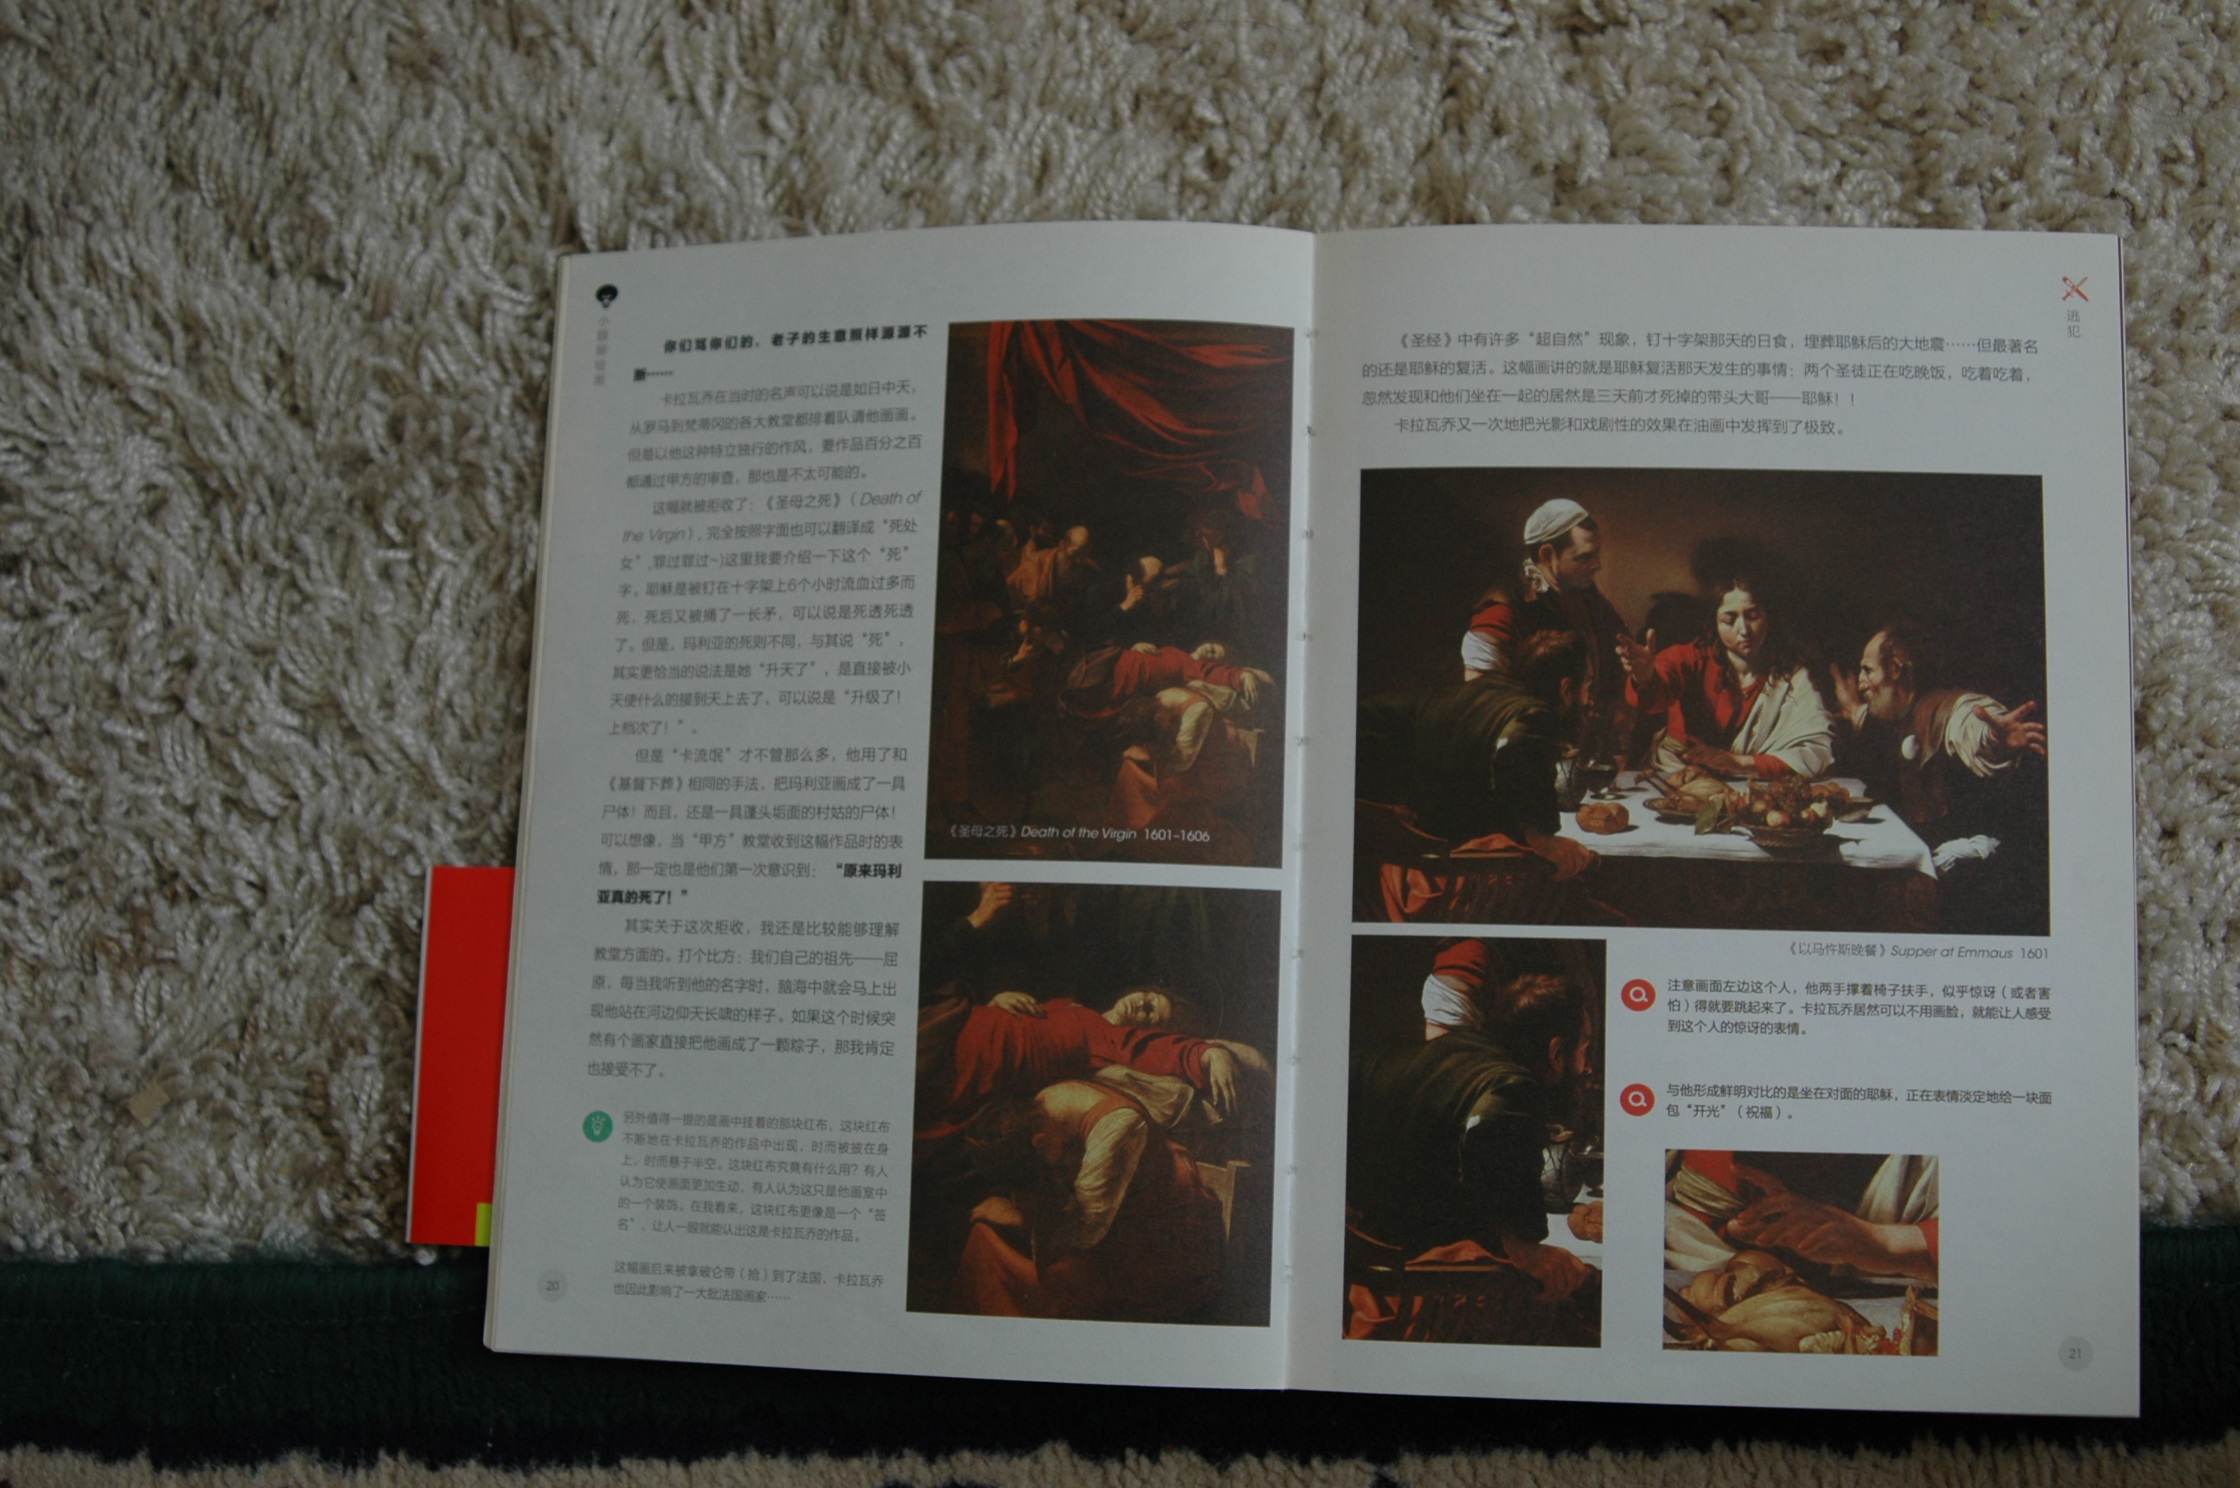 小顾聊绘画
你们骂你们的，老子的生意照样源源不
断……
卡拉瓦乔在当时的名声可以说是如日中天，
从罗马到梵蒂冈的各大教堂都排着队请他画画。
但是以他这种特立独行的作风，要作品百分之百
都通过甲方的审查，那也是不太可能的。
这幅就被拒收了：《圣母之死》（Death of
the Virgin），完全按照字面也可以翻译成“死处
女”，罪过罪过~)这里我要介绍一下这个“死”
字。耶稣是被钉在十字架上6个小时流血过多而
死，死后又被捅了一长矛，可以说是死透死透
了。但是，玛利亚的死则不同，与其说“死”，
其实更恰当的说法是她“升天了”，是直接被小
天使什么的接到天上去了，可以说是“升级了！
上档次了！”。
但是“卡流氓”才不管那么多，他用了和
《基督下葬》相同的手法，把玛利亚画成了一具
尸体！而且，还是一具蓬头垢面的村姑的尸体！
可以想像，当“甲方”教堂收到这幅作品时的表
情，那一定也是他们第一次意识到：“原来玛利
亚真的死了！”
其实关于这次拒收，我还是比较能够理解
教堂方面的。打个比方：我们自己的祖先——屈
原，每当我听到他的名字时，脑海中就会马上出
现他站在河边仰天长啸的样子。如果这个时候突
然有个画家直接把他画成了一颗粽子，那我肯定
也接受不了。
另外值得一提的是画中挂着的那块红布，这块红布
不断地在卡拉瓦乔的作品中出现，时而被披在身
上，时而悬于半空。这块红布究竟有什么用？有人
认为它使画面更加生动，有人认为这只是他画室中
的一个装饰。在我看来，这块红布更像是一个“签
名”，让人一眼就能认出这是卡拉瓦乔的作品。
这幅画后来被拿破仑带（抢）到了法国，卡拉瓦乔
也因此影响了一大批法国画家……
20
《圣母之死》Death of the Virgin 1601-1606
逃犯
《圣经》中有许多“超自然”现象，钉十字架那天的日食，埋葬耶稣后的大地震……但最著名
的还是耶稣的复活。这幅画讲的就是耶稣复活那天发生的事情：两个圣徒正在吃晚饭，吃着吃着，
忽然发现和他们坐在一起的居然是三天前才死掉的带头大哥——耶稣！！
卡拉瓦乔又一次地把光影和戏剧性的效果在油画中发挥到了极致。
《以马忤斯晚餐》Supper at Emmaus 1601
注意画面左边这个人，他两手撑着椅子扶手，似乎惊讶（或者害
怕）得就要跳起来了。卡拉瓦乔居然可以不用画脸，就能让人感受
到这个人的惊讶的表情。
与他形成鲜明对比的是坐在对面的耶稣，正在表情淡定地给一块面
包“开光”（祝福）。
21